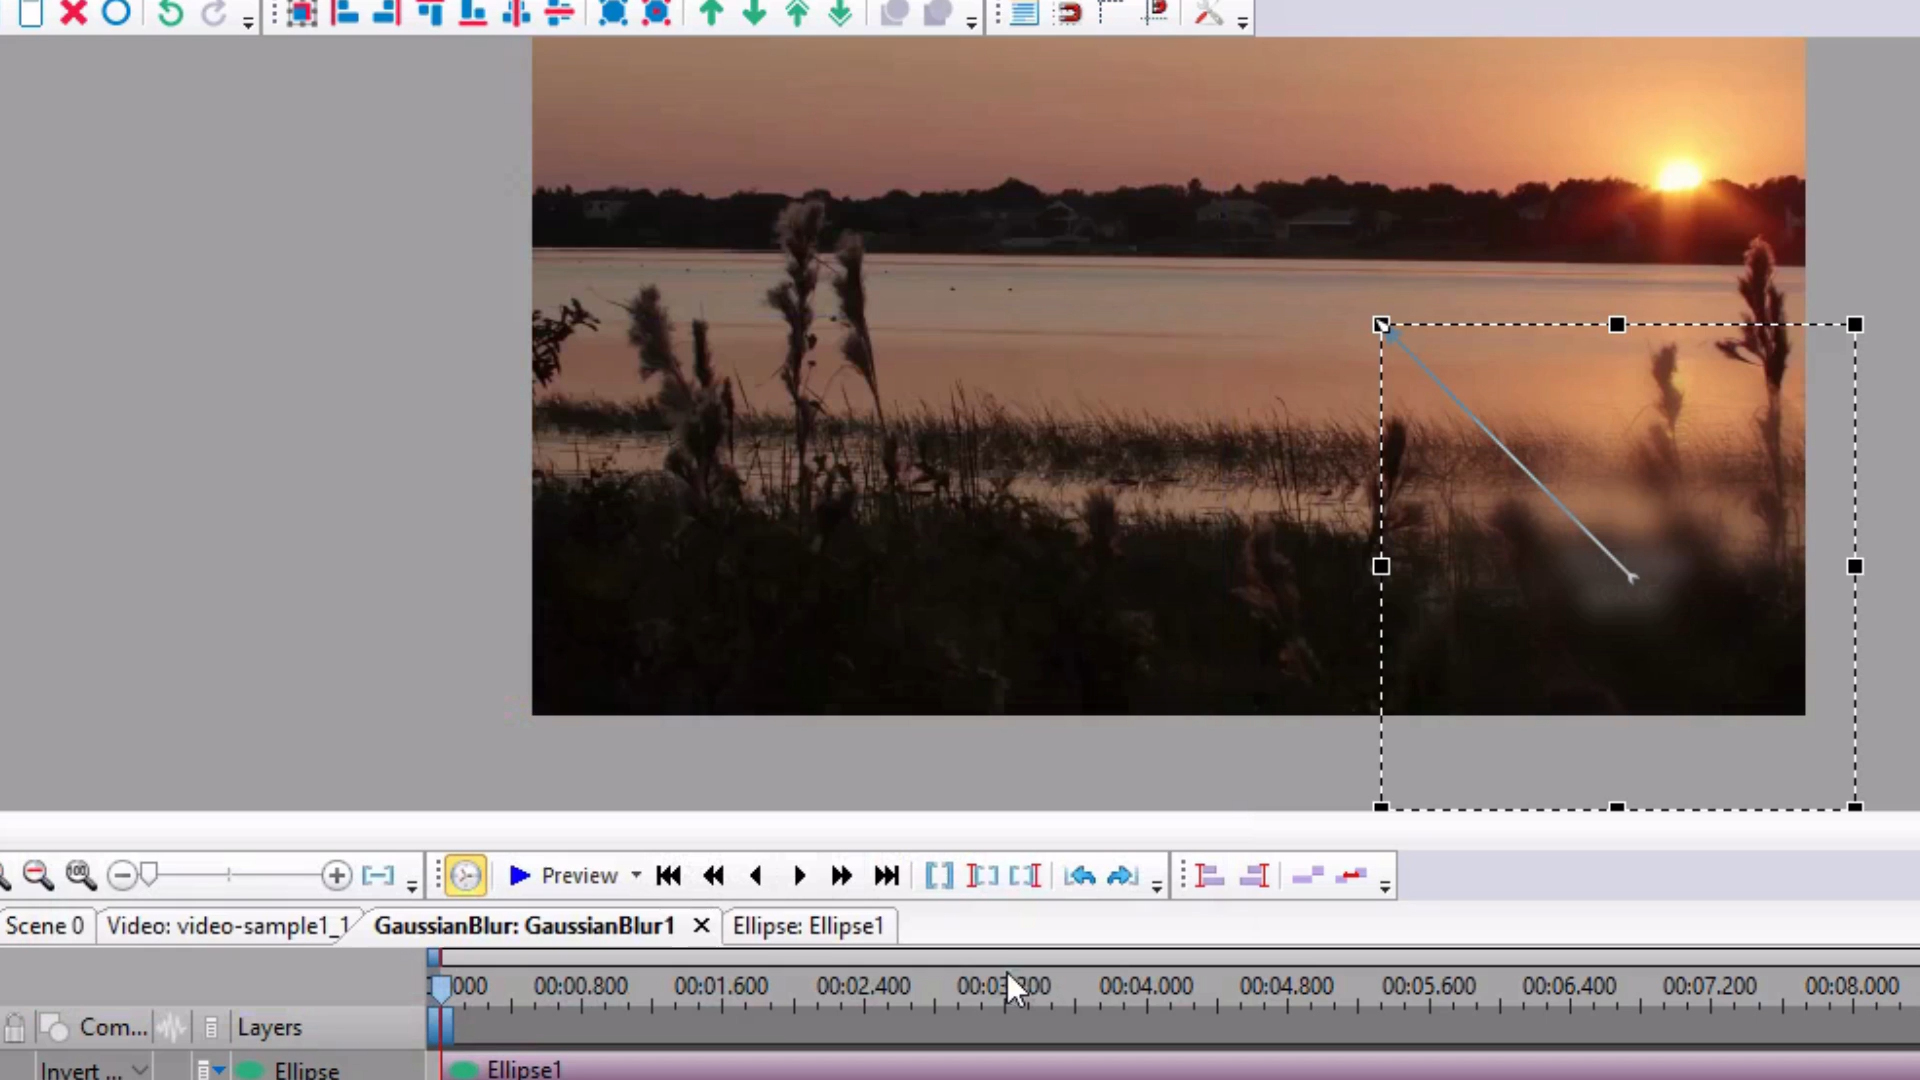 Preview
Scene 0
Video: video-sample1_1
GaussianBlur: GaussianBlur1
Ellipse: Ellipse1
000
00:00.800
00:01.600
00:02.400
00:04.000
00:04.800
00:05.600
00:06.400
00:07.200
00:08.000
Com...
Layers
Invert ...
Ellipse
Ellipse1